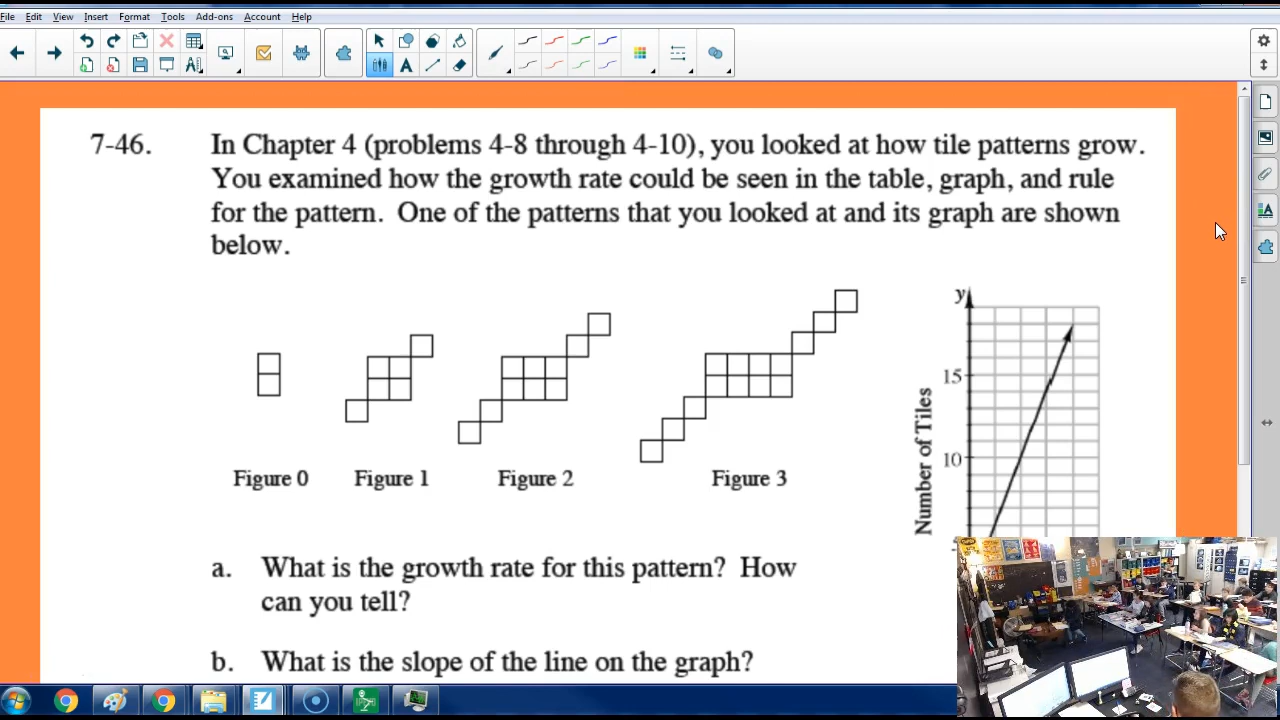 File Edit View Insert Format Tools Add-ons Account Help
7-46. In Chapter 4 (problems 4-8 through 4-10), you looked at how tile patterns grow.
You examined how the growth rate could be seen in the table, graph, and rule
for the pattern. One of the patterns that you looked at and its graph are shown
below.
y
15
10
Number of Tiles
Figure 0 Figure 1 Figure 2 Figure 3
a. What is the growth rate for this pattern? How
can you tell?
b. What is the slope of the line on the graph?